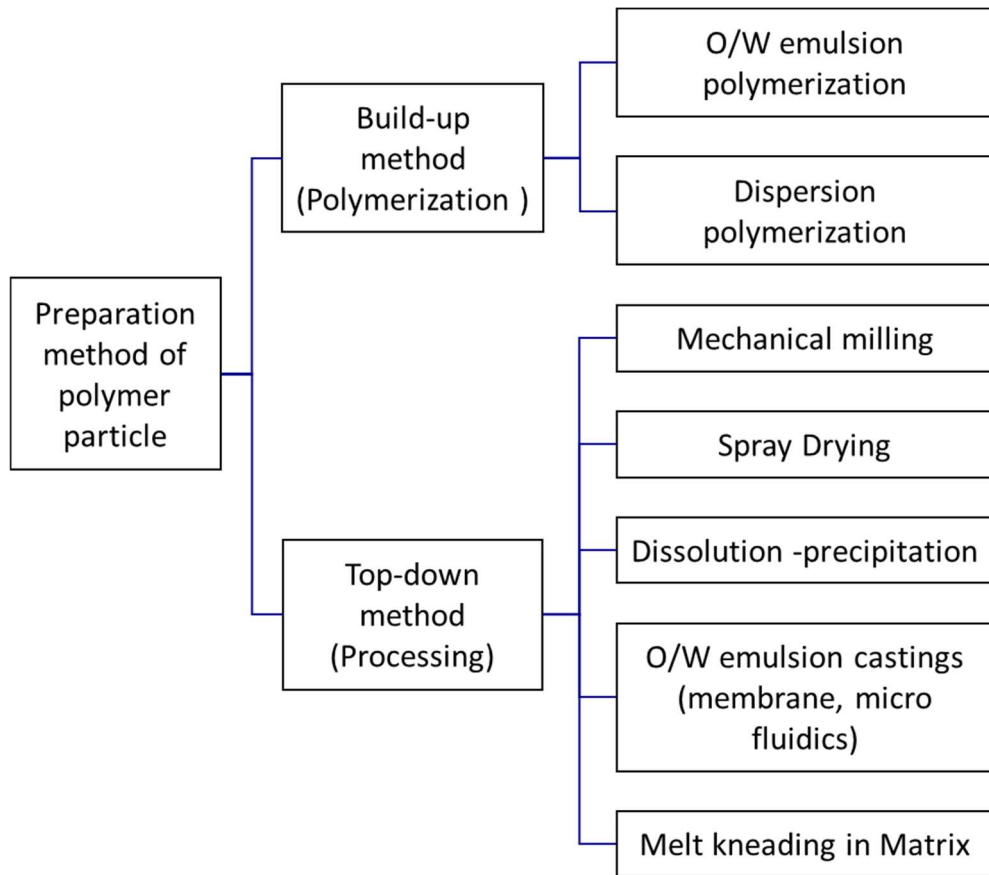 Preparation
method of
polymer
particle
Build-up
method
(Polymerization )
O/W emulsion
polymerization
Dispersion
polymerization
Top-down
method
(Processing)
Mechanical milling
Spray Drying
Dissolution -precipitation
O/W emulsion castings
(membrane, micro
fluidics)
Melt kneading in Matrix